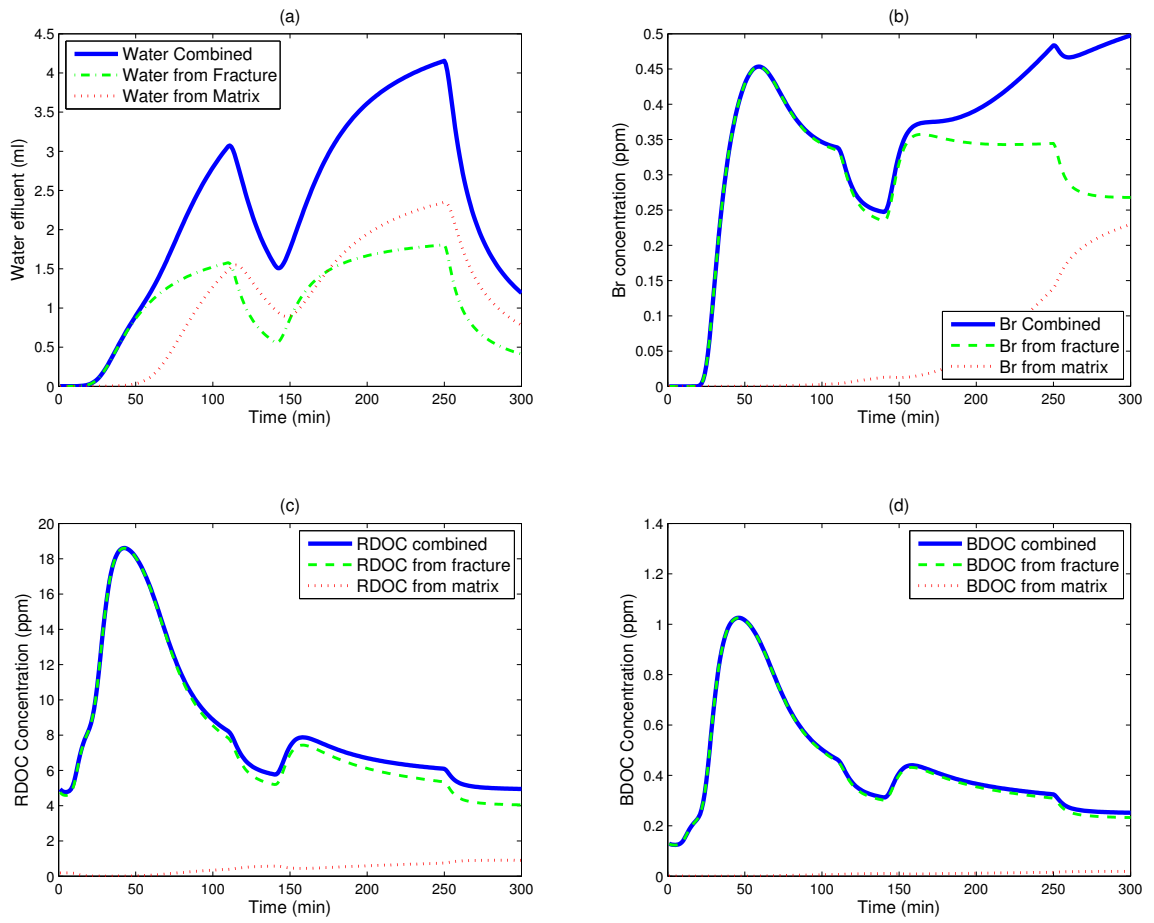 (a)
Water effluent (ml)
4.5
4
3.5
3
2.5
2
1.5
1
0.5
0
Water Combined
Water from Fracture
Water from Matrix
0 50 100 150 200 250 300
Time (min)
(b)
Br concentration (ppm)
0.5
0.45
0.4
0.35
0.3
0.25
0.2
0.15
0.1
0.05
0
Br Combined
Br from fracture
Br from matrix
0 50 100 150 200 250 300
Time (min)
(c)
RDOC Concentration (ppm)
20
18
16
14
12
10
8
6
4
2
0
RDOC combined
RDOC from fracture
RDOC from matrix
0 50 100 150 200 250 300
Time (min)
(d)
BDOC Concentration (ppm)
1.4
1.2
1
0.8
0.6
0.4
0.2
0
BDOC combined
BDOC from fracture
BDOC from matrix
0 50 100 150 200 250 300
Time (min)